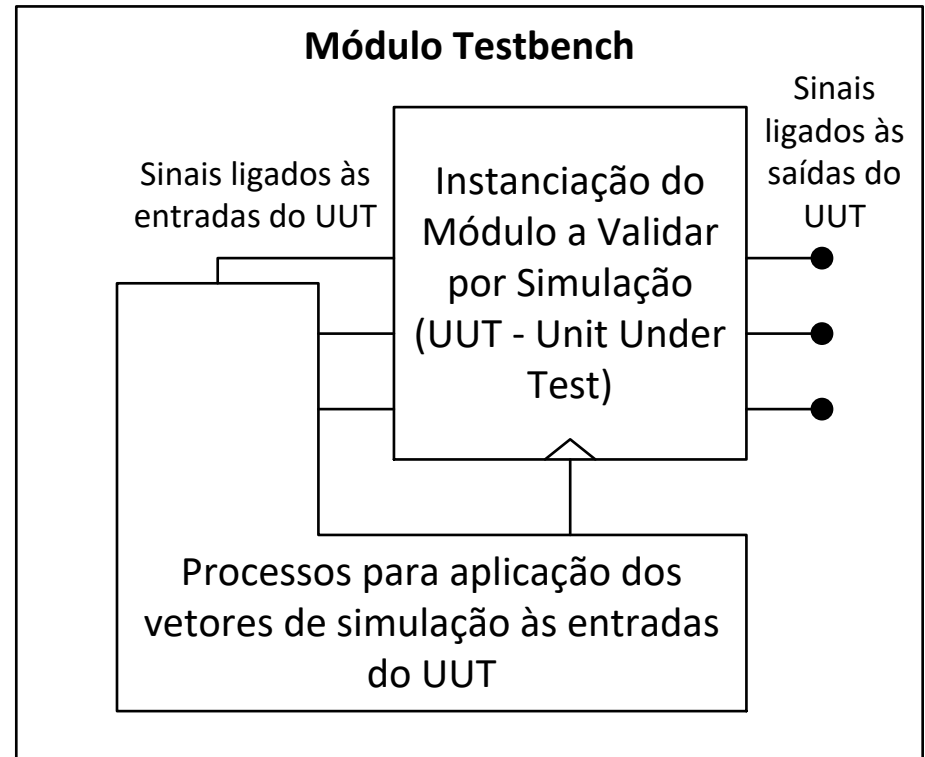 Módulo Testbench
Sinais
ligados às
saídas do
UUT
Sinais ligados às
entradas do UUT
Instanciação do
Módulo a Validar
por Simulação
(UUT - Unit Under
Test)
Processos para aplicação dos
vetores de simulação às entradas
do UUT